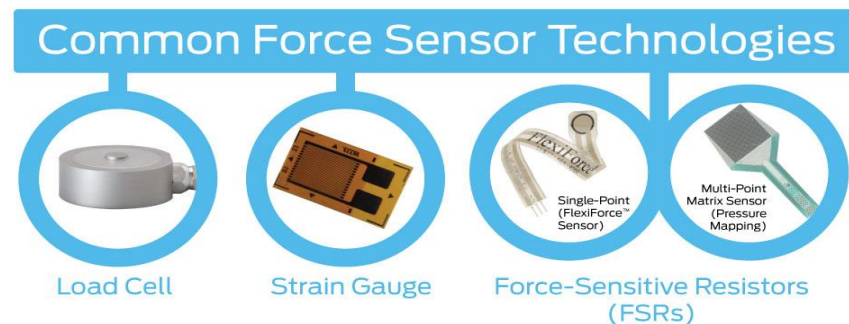 Common Force Sensor Technologies
FlexiForce
Single-Point
(FlexiForce™
Sensor)
Multi-Point
Matrix Sensor
(Pressure
Mapping)
Load Cell
Strain Gauge
Force-Sensitive Resistors
(FSRs)